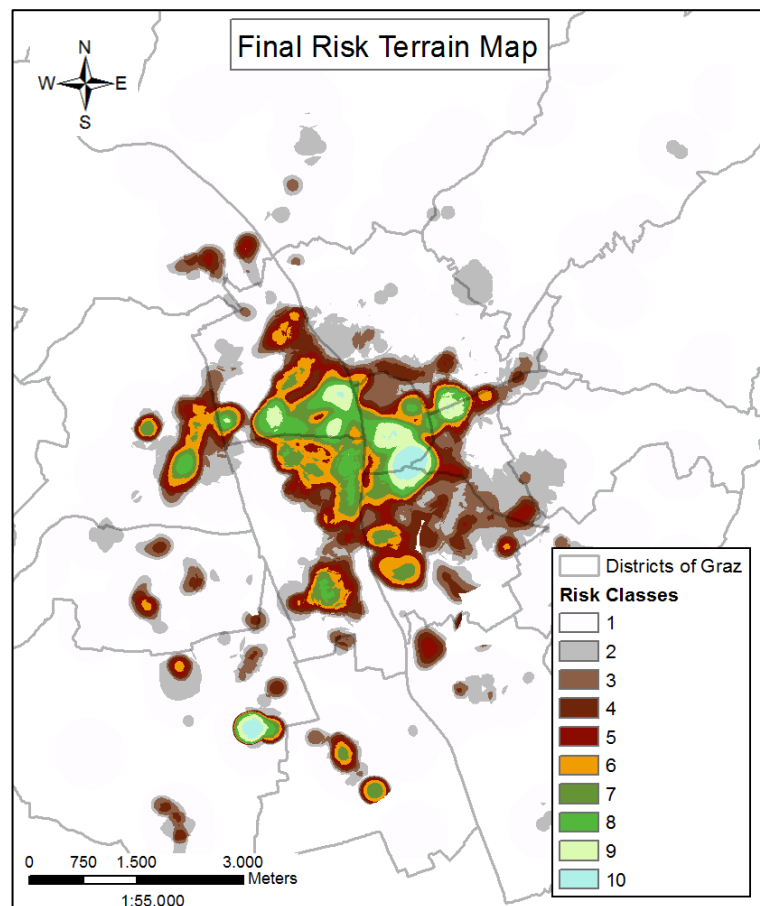 Final Risk Terrain Map
N
W E
S
Districts of Graz
Risk Classes
1
2
3
4
5
6
7
8
9
10
0 750 1.500 3.000
Meters
1:55.000